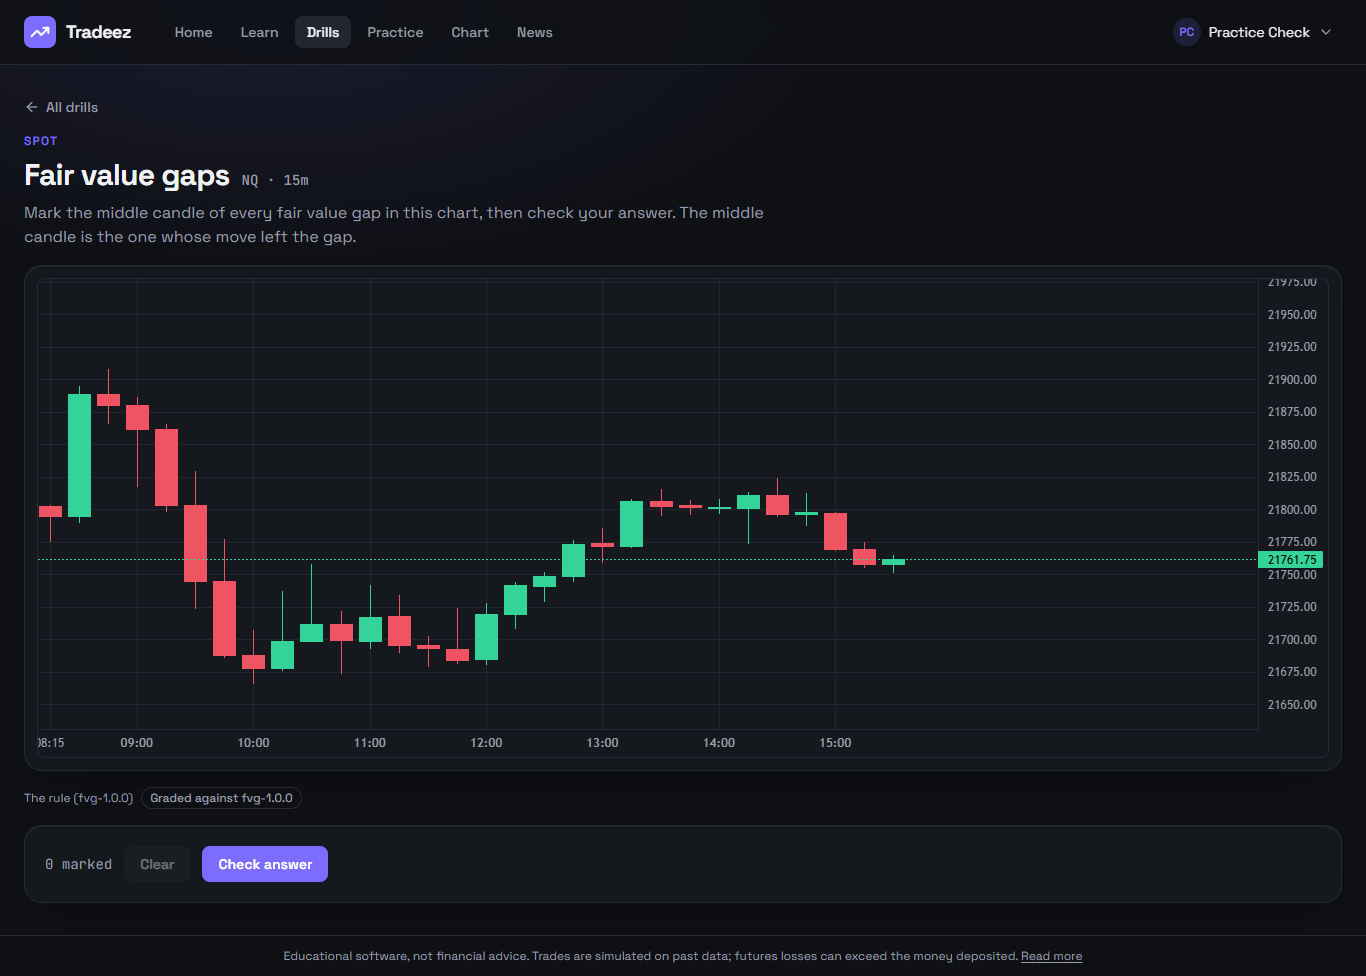 Tradeez
Home
Learn
Drills
Practice
Chart
News
PC
Practice Check
All drills
SPOT
Fair value gaps NQ · 15m
Mark the middle candle of every fair value gap in this chart, then check your answer. The middle
candle is the one whose move left the gap.
21975.00
21950.00
21925.00
21900.00
21875.00
21850.00
21825.00
21800.00
21775.00
21761.75
21750.00
21725.00
21700.00
21675.00
21650.00
08:15
09:00
10:00
11:00
12:00
13:00
14:00
15:00
The rule (fvg-1.0.0)
Graded against fvg-1.0.0
0 marked
Clear
Check answer
Educational software, not financial advice. Trades are simulated on past data; futures losses can exceed the money deposited. Read more